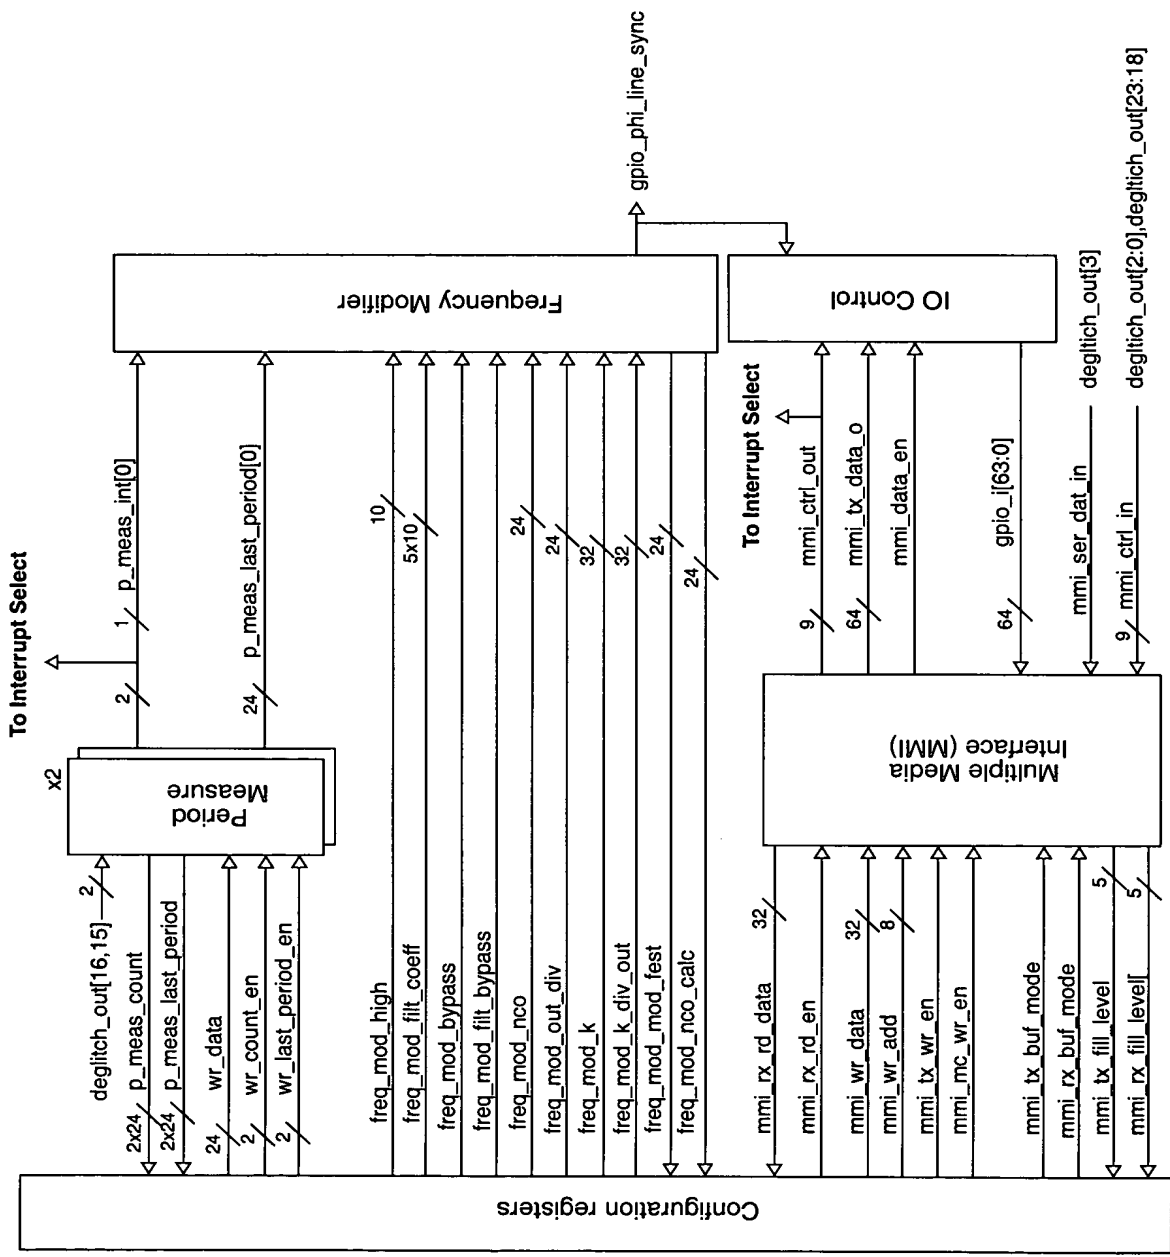 To Interrupt Select
x2
Period
Measure
deglitch_out[16,15]
2
2x24
p_meas_count
2x24
p_meas_last_period
24
wr_data
2
wr_count_en
2
wr_last_period_en
2
1
p_meas_int[0]
24
p_meas_last_period[0]
Frequency Modifier
freq_mod_high
10
freq_mod_filt_coeff
5x10
freq_mod_bypass
freq_mod_filt_bypass
freq_mod_nco
24
freq_mod_out_div
24
freq_mod_k
32
freq_mod_k_div_out
32
freq_mod_mod_fest
24
freq_mod_nco_calc
24
gpio_phi_line_sync
IO Control
To Interrupt Select
9
mmi_ctrl_out
64
mmi_tx_data_o
mmi_data_en
64
gpio_i[63:0]
mmi_ser_dat_in
degltich_out[3]
9
mmi_ctrl_in
degltich_out[2:0],degltich_out[23:18]
Multiple Media
Interface (MMI)
mmi_rx_rd_data
32
mmi_rx_rd_en
mmi_wr_data
32
mmi_wr_add
8
mmi_tx_wr_en
mmi_mc_wr_en
mmi_tx_buf_mode
mmi_rx_buf_mode
mmi_tx_fill_level
5
mmi_rx_fill_level[
5
Configuration registers